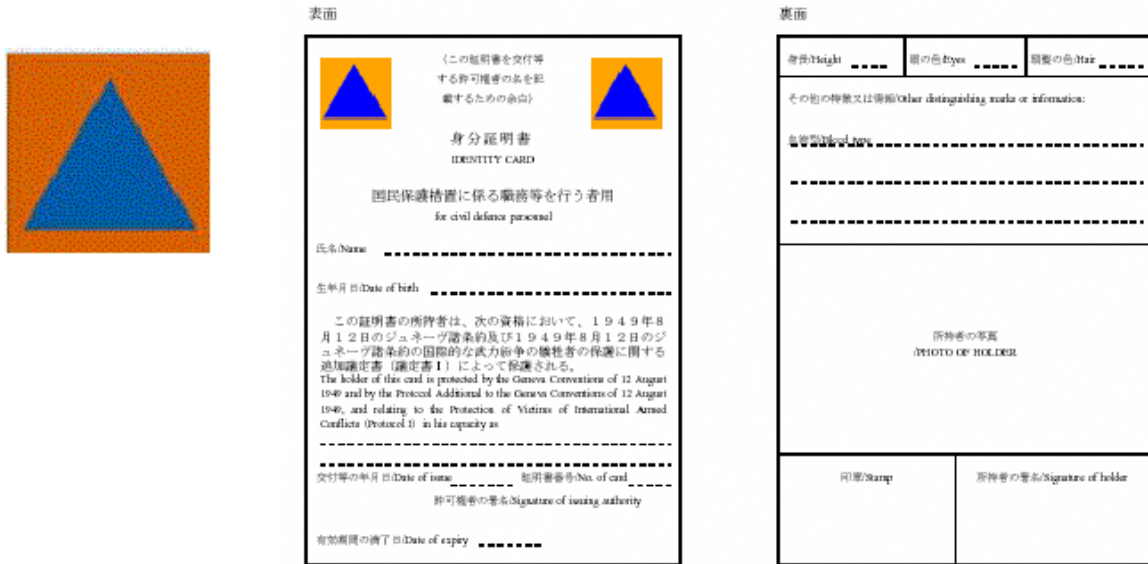 表面
(この証明書を交付等
する許可権者の名を記
載するための余白)
身分証明書
IDENTITY CARD
国民保護措置に係る職務等を行う者用
for civil defence personnel
氏名/Name
生年月日/Date of birth
この証明書の所持者は、次の資格において、1949年8
月12日のジュネーヴ諸条約及び1949年8月12日のジ
ュネーヴ諸条約の国際的な武力紛争の犠牲者の保護に関する
追加議定書(議定書I)によって保護される。
The holder of this card is protected by the Geneva Conventions of 12 August
1949 and by the Protocol Additional to the Geneva Conventions of 12 August
1949, and relating to the Protection of Victims of International Armed
Conflicts (Protocol I) in his capacity as
交付等の年月日/Date of issue 証明書番号/No. of card
許可権者の署名/Signature of issuing authority
有効期間の満了日/Date of expiry
裏面
身長/Height 眼の色/Eyes 頭髪の色/Hair
その他の特徴又は情報/Other distinguishing marks or information:
血液型/Blood type
所持者の写真
/PHOTO OF HOLDER
印章/Stamp 所持者の署名/Signature of holder